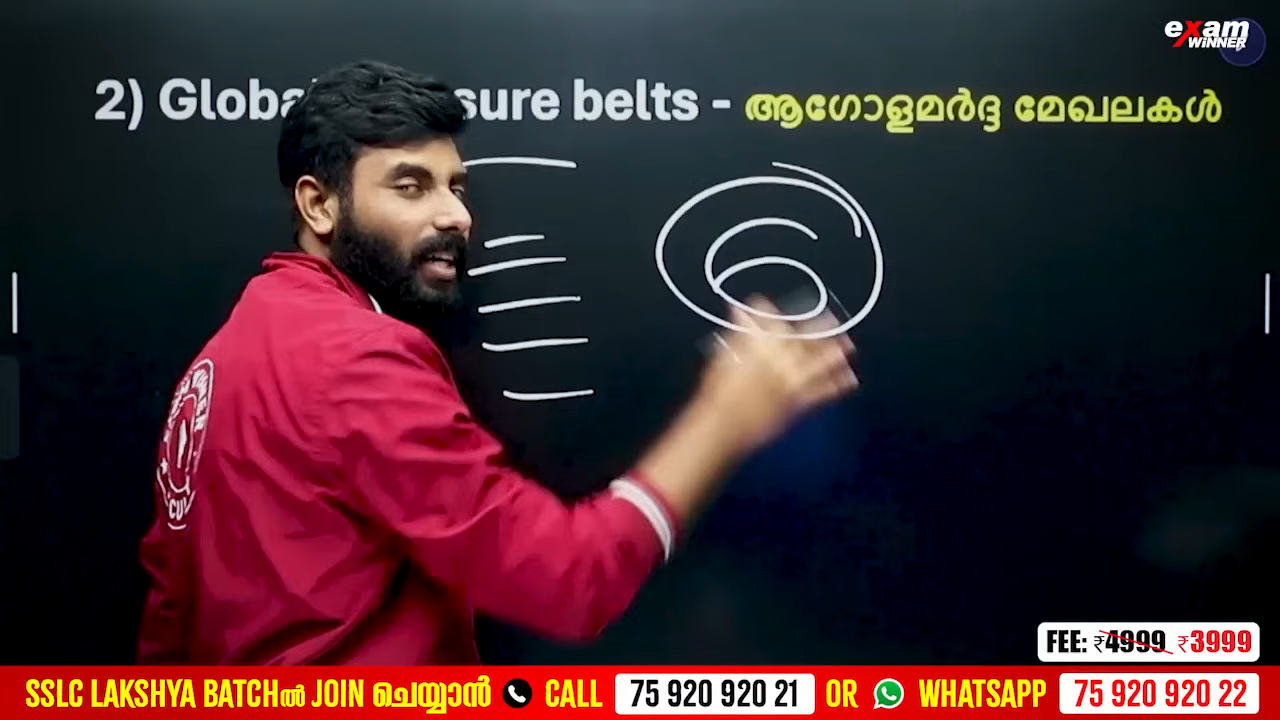 exam
WINNER
2) Global sure belts - ആഗോളമർദ്ദ മേഖലകൾ
FEE: ₹4999 ₹3999
SSLC LAKSHYA BATCHൽ JOIN ചെയ്യാൻ CALL 75 920 920 21 OR WHATSAPP 75 920 920 22